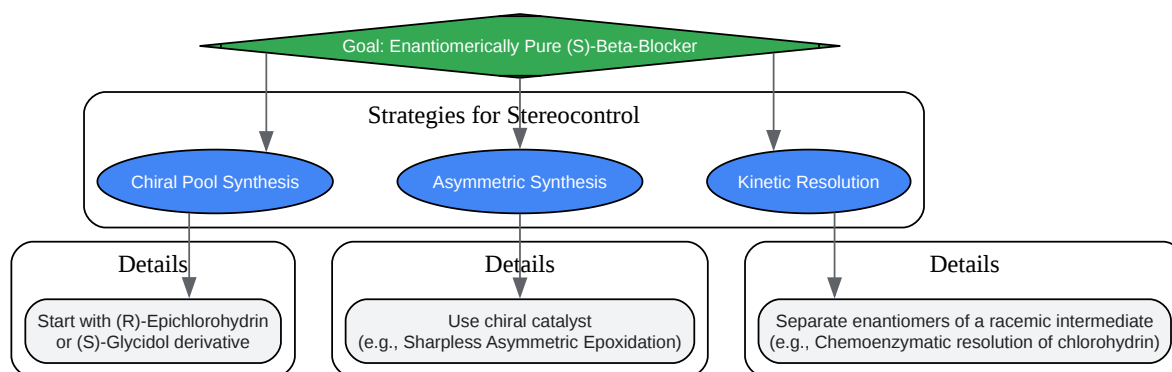 Goal: Enantiomerically Pure (S)-Beta-Blocker
Strategies for Stereocontrol
Chiral Pool Synthesis
Asymmetric Synthesis
Kinetic Resolution
Details
Details
Details
Start with (R)-Epichlorohydrin
or (S)-Glycidol derivative
Use chiral catalyst
(e.g., Sharpless Asymmetric Epoxidation)
Separate enantiomers of a racemic intermediate
(e.g., Chemoenzymatic resolution of chlorohydrin)